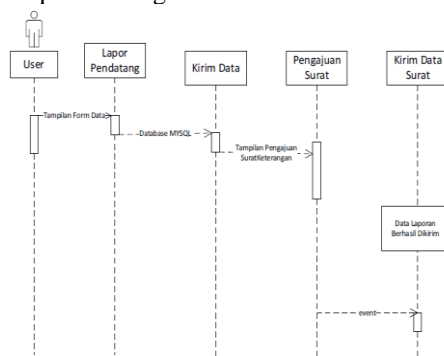 User
Lapor
Pendatang
Kirim Data
Pengajuan
Surat
Kirim Data
Surat
Tampilan Form Data
Database MYSQL
Tampilan Pengajuan
SuratKeterangan
Data Laporan
Berhasil Dikirim
event